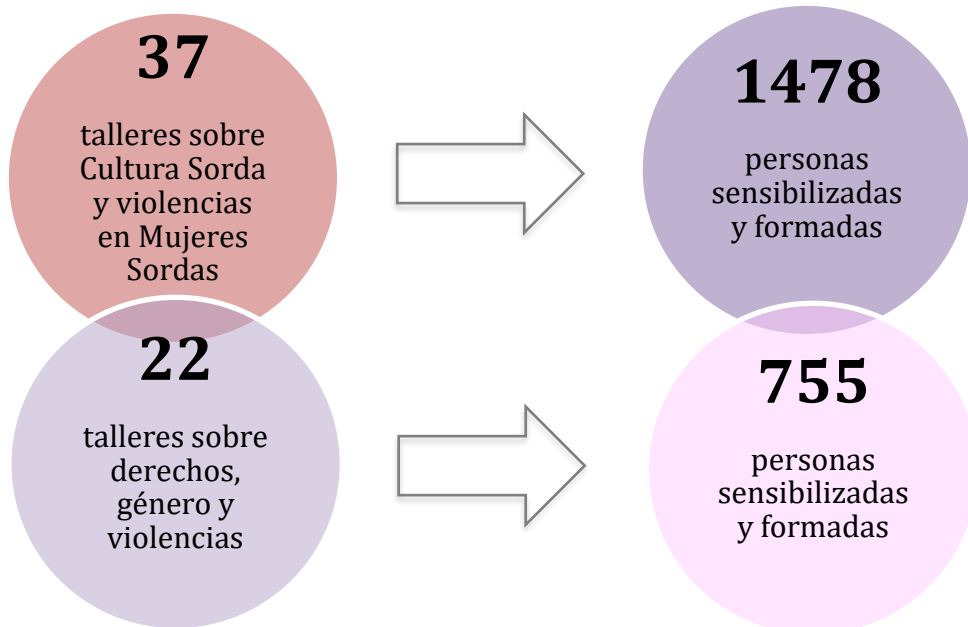 37
talleres sobre
Cultura Sorda
y violencias
en Mujeres
Sordas
1478
personas
sensibilizadas
y formadas
22
talleres sobre
derechos,
género y
violencias
755
personas
sensibilizadas
y formadas